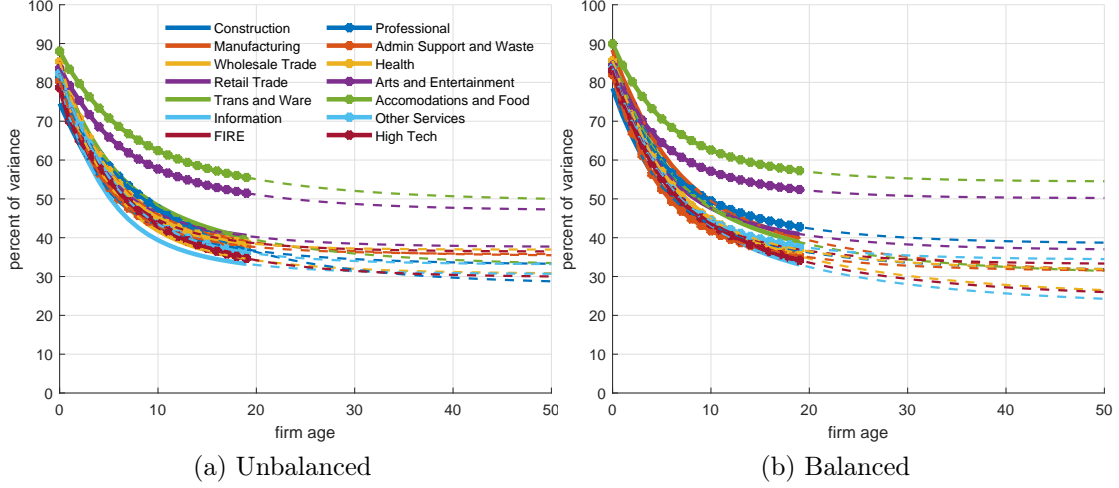 100
90
80
70
60
50
40
30
20
10
0
percent of variance
Construction
Manufacturing
Wholesale Trade
Retail Trade
Trans and Ware
Information
FIRE
Professional
Admin Support and Waste
Health
Arts and Entertainment
Accomodations and Food
Other Services
High Tech
0 10 20 30 40 50
firm age
(a) Unbalanced
100
90
80
70
60
50
40
30
20
10
0
percent of variance
0 10 20 30 40 50
firm age
(b) Balanced